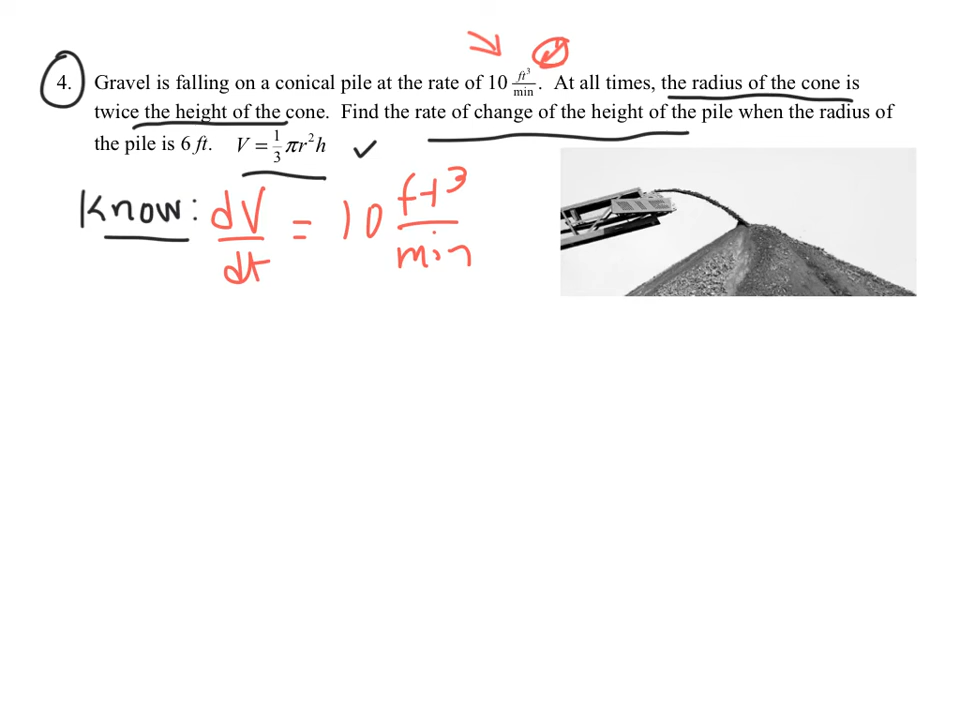 4. Gravel is falling on a conical pile at the rate of 10 ft³/min. At all times, the radius of the cone is
twice the height of the cone. Find the rate of change of the height of the pile when the radius of
the pile is 6 ft. V = 1/3 πr²h ✓
Know: dV/dt = 10 ft³/min